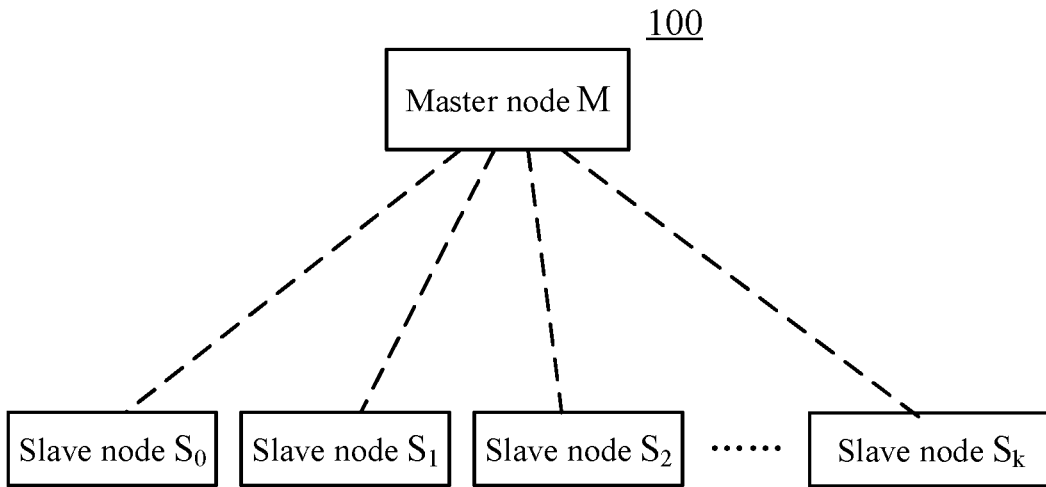 100
Master node M
Slave node S₀
Slave node S₁
Slave node S₂
……
Slave node Sₖ